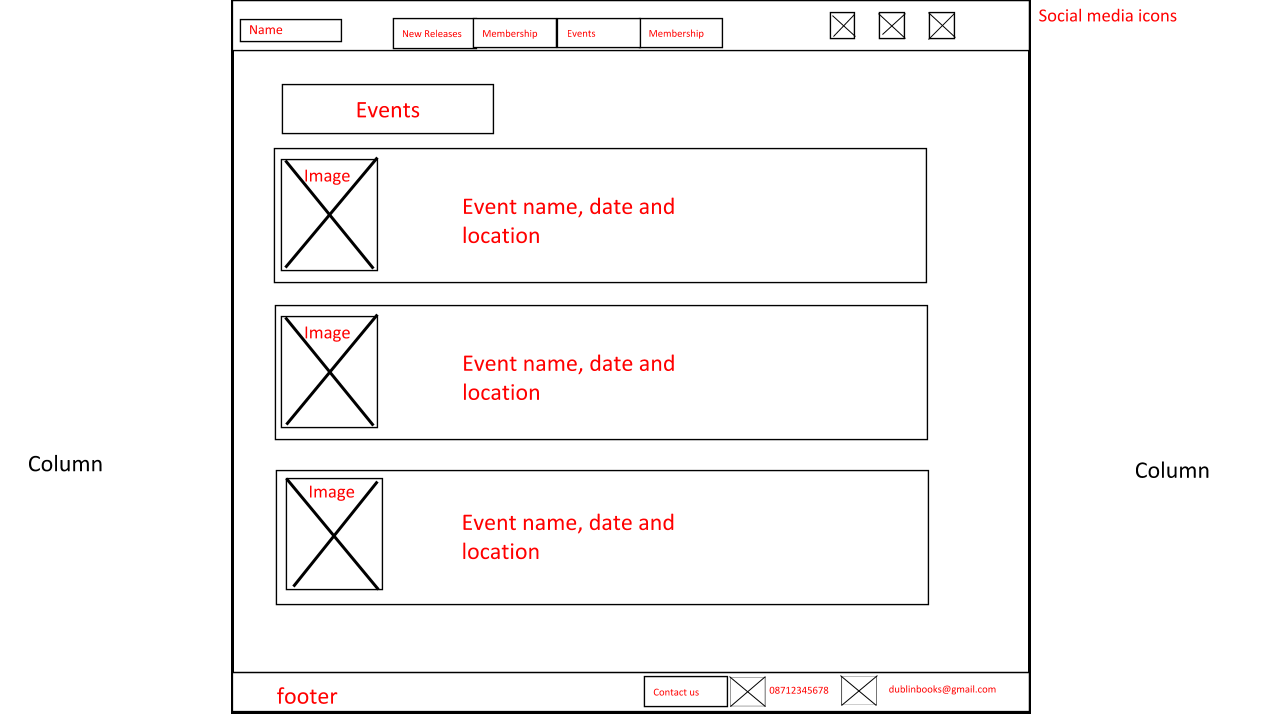 Name
New Releases
Membership
Events
Membership
Social media icons
Events
Image
Event name, date and
location
Image
Event name, date and
location
Column
Column
Image
Event name, date and
location
footer
Contact us
08712345678
dublinbooks@gmail.com